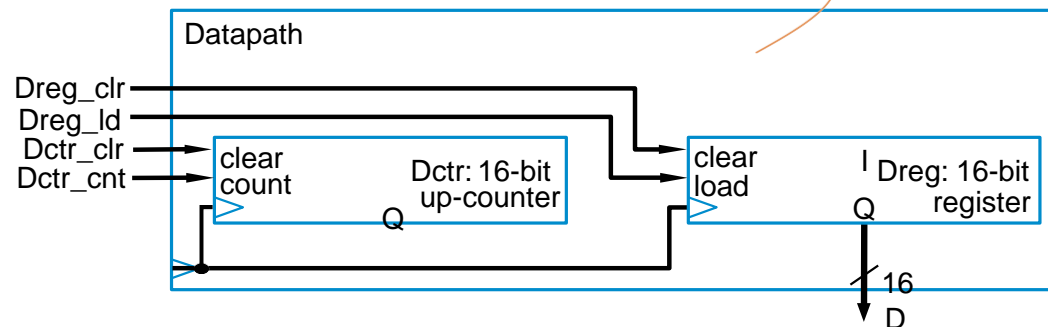 Datapath
Dreg_clr
Dreg_ld
Dctr_clr
Dctr_cnt
clear
count
Dctr: 16-bit
up-counter
Q
clear
load
I
Dreg: 16-bit
register
Q
16
D